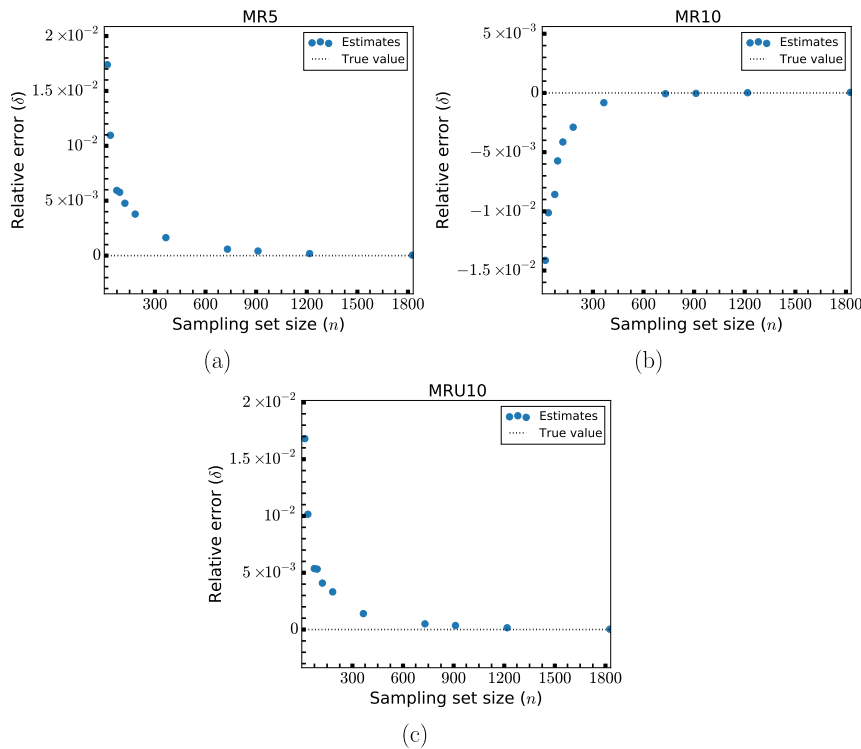 MR5
Relative error (δ)
2 ×10⁻²
1.5 ×10⁻²
10⁻²
5 ×10⁻³
0
Estimates
True value
300 600 900 1200 1500 1800
Sampling set size (n)
(a)
MR10
Relative error (δ)
5 ×10⁻³
0
−5 ×10⁻³
−1 ×10⁻²
−1.5 ×10⁻²
Estimates
True value
300 600 900 1200 1500 1800
Sampling set size (n)
(b)
MRU10
Relative error (δ)
2 ×10⁻²
1.5 ×10⁻²
10⁻²
5 ×10⁻³
0
Estimates
True value
300 600 900 1200 1500 1800
Sampling set size (n)
(c)